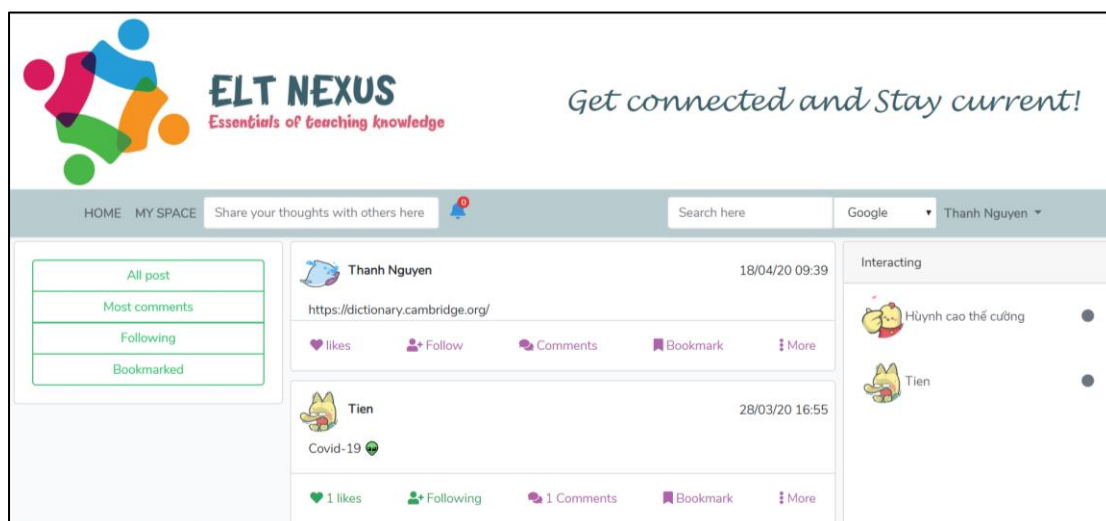 ELT NEXUS
Essentials of teaching knowledge
Get connected and Stay current!
HOME MY SPACE Share your thoughts with others here 0 Search here Google Thanh Nguyen
All post
Most comments
Following
Bookmarked
Thanh Nguyen 18/04/20 09:39
https://dictionary.cambridge.org/
likes Follow Comments Bookmark More
Tien 28/03/20 16:55
Covid-19
1 likes Following 1 Comments Bookmark More
Interacting
Hùynh cao thế cường
Tien